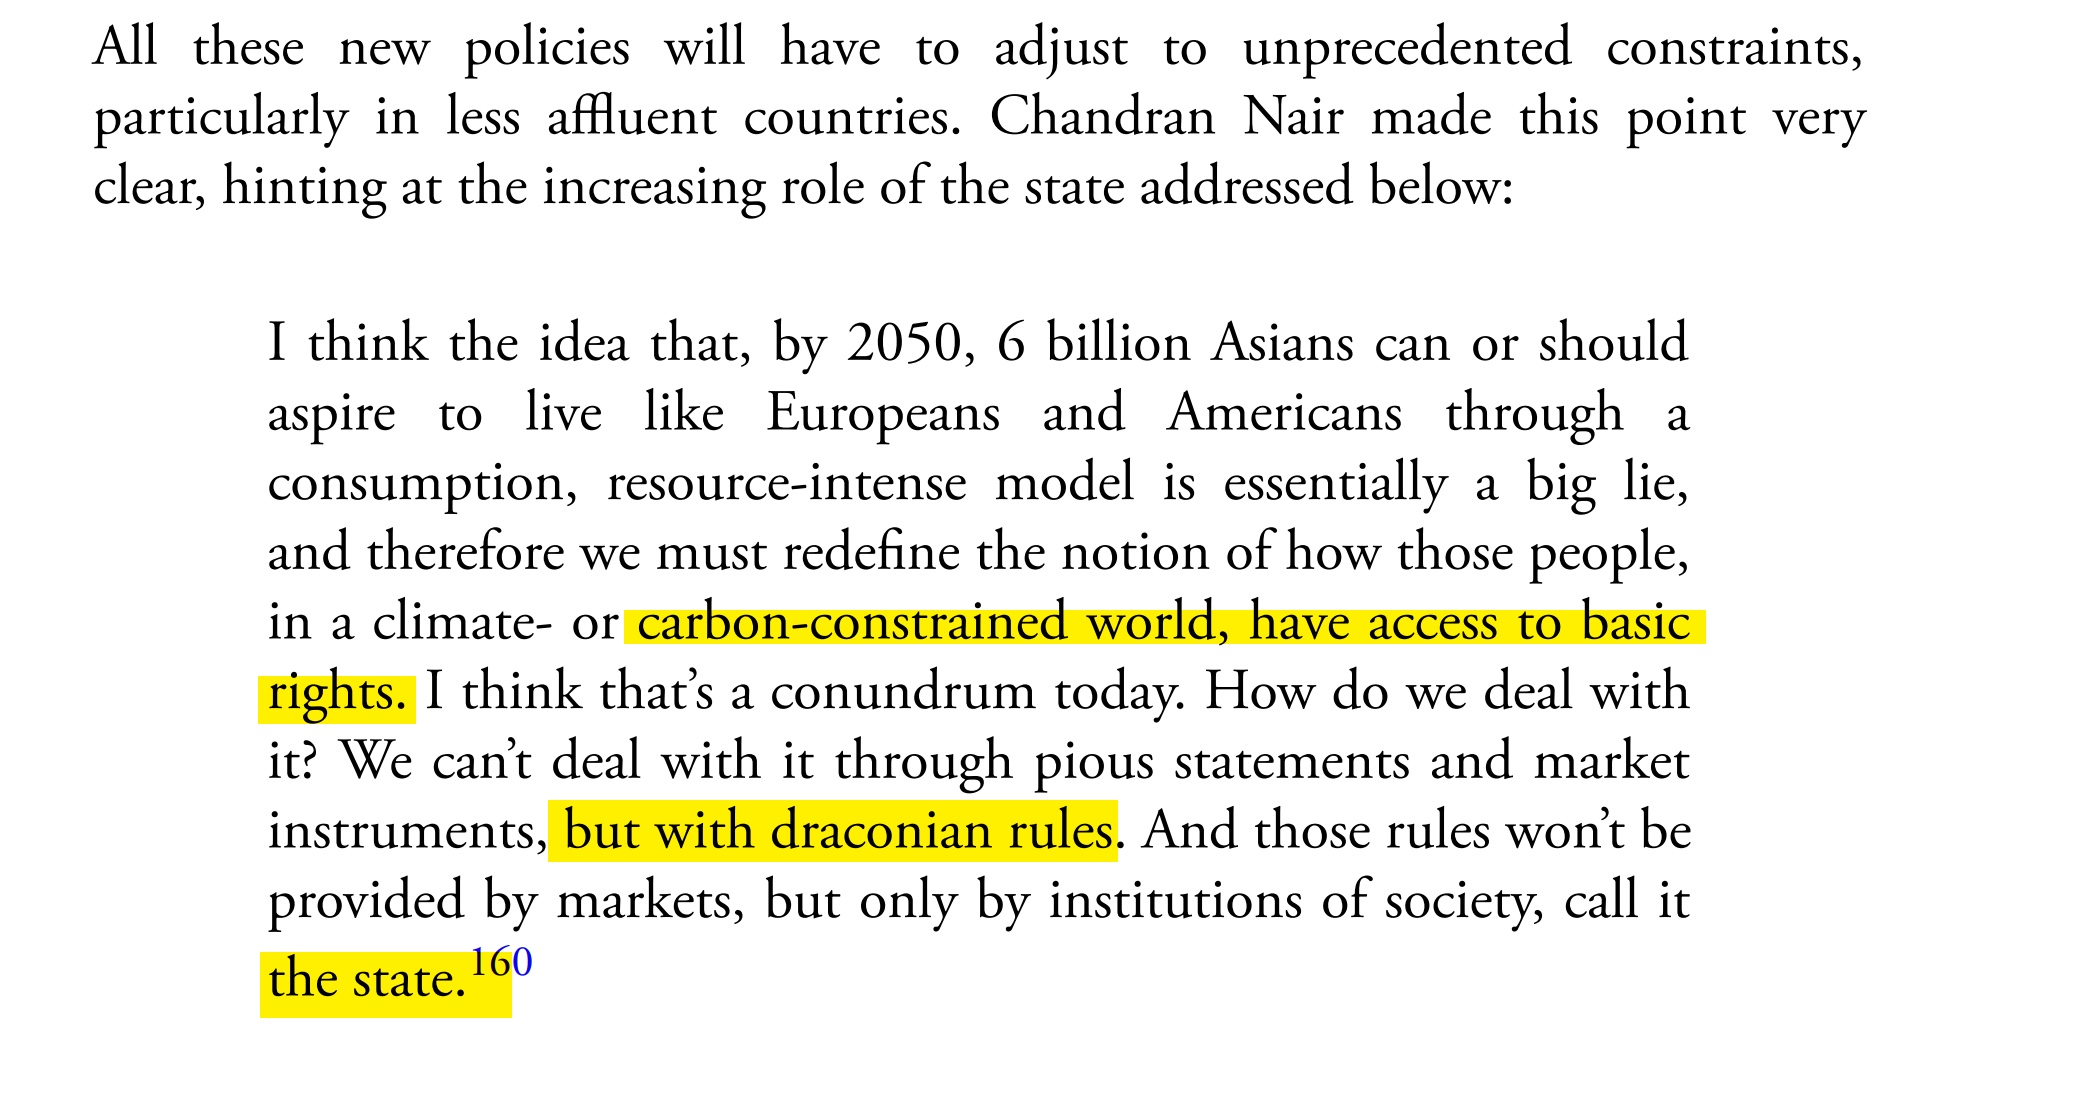 All these new policies will have to adjust to unprecedented constraints,
particularly in less affluent countries. Chandran Nair made this point very
clear, hinting at the increasing role of the state addressed below:
I think the idea that, by 2050, 6 billion Asians can or should
aspire to live like Europeans and Americans through a
consumption, resource-intense model is essentially a big lie,
and therefore we must redefine the notion of how those people,
in a climate- or carbon-constrained world, have access to basic
rights. I think that’s a conundrum today. How do we deal with
it? We can’t deal with it through pious statements and market
instruments, but with draconian rules. And those rules won’t be
provided by markets, but only by institutions of society, call it
the state.160